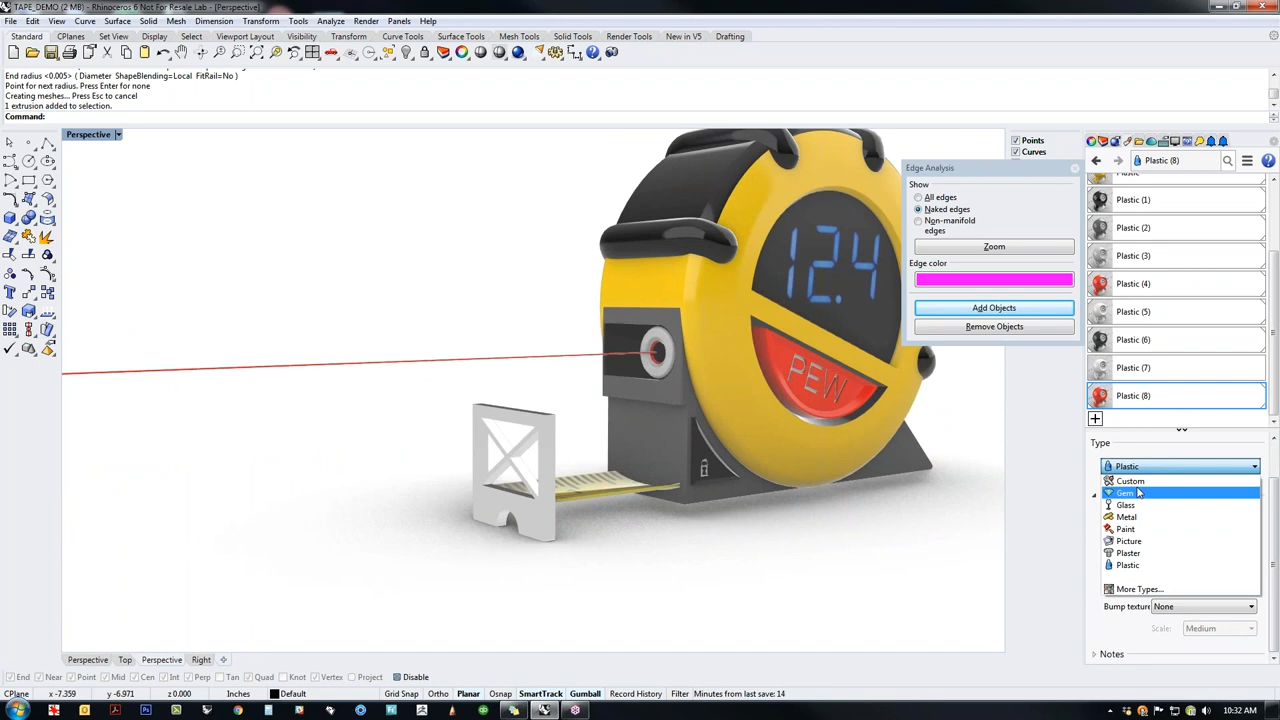 TAPE_DEMO (2 MB) - Rhinoceros 6 Not For Resale Lab - [Perspective]
File Edit View Curve Surface Solid Mesh Dimension Transform Tools Analyze Render Panels Help
Standard CPlanes Set View Display Select Viewport Layout Visibility Transform Curve Tools Surface Tools Solid Tools Mesh Tools Render Tools New in V5 Drafting
End radius <0.005> ( Diameter ShapeBlending=Local FitRail=No )
Point for next radius. Press Enter for none
Creating meshes... Press Esc to cancel
1 extrusion added to selection.
Command:
Perspective
Points
Curves
Edge Analysis
Show
All edges
Naked edges
Non-manifold
edges
Zoom
Edge color
Add Objects
Remove Objects
12.4
PEW
Plastic (8)
Plastic
Plastic (1)
Plastic (2)
Plastic (3)
Plastic (4)
Plastic (5)
Plastic (6)
Plastic (7)
Plastic (8)
Type
Plastic
Custom
Gem
Glass
Metal
Paint
Picture
Plaster
Plastic
More Types...
Bump texture: None
Scale: Medium
Notes
Perspective Top Perspective Right
End Near Point Mid Cen Int Perp Tan Quad Knot Vertex Project Disable
CPlane x -7.359 y -6.971 z 0.000 Inches Default Grid Snap Ortho Planar Osnap SmartTrack Gumball Record History Filter Minutes from last save: 14
10:32 AM